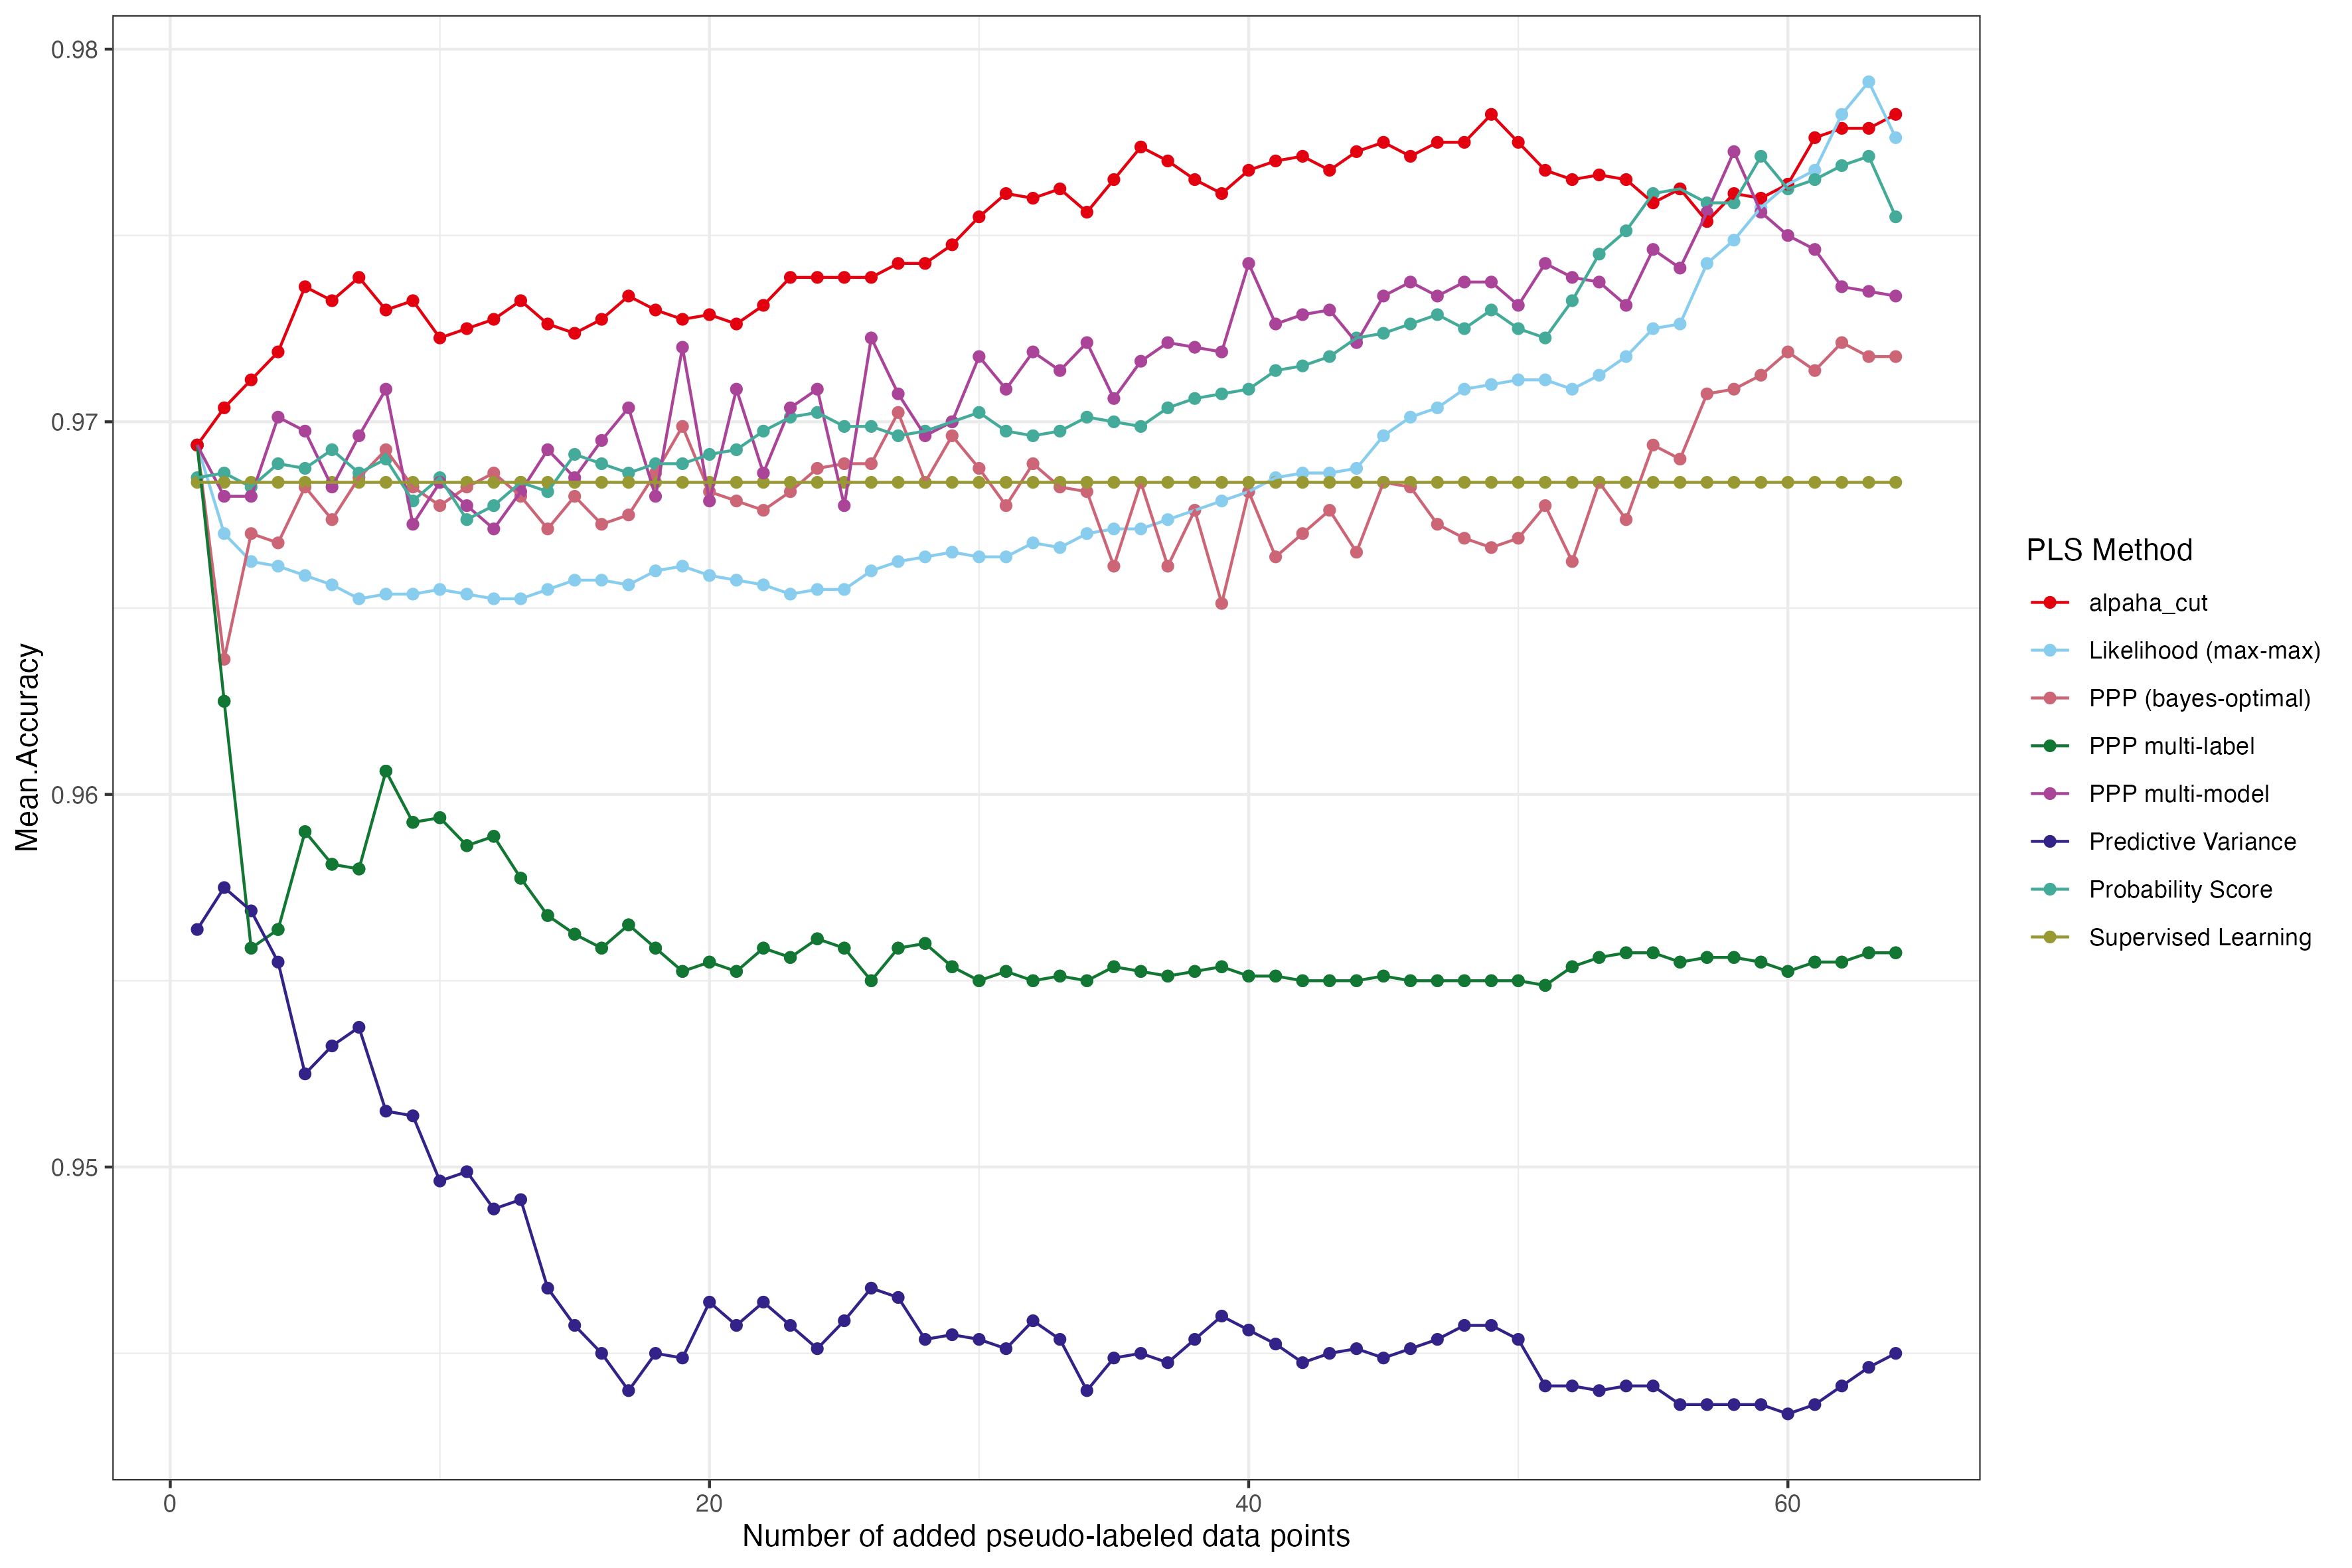 0.98
0.97
0.96
0.95
Mean.Accuracy
0
20
40
60
Number of added pseudo-labeled data points
PLS Method
alpaha_cut
Likelihood (max-max)
PPP (bayes-optimal)
PPP multi-label
PPP multi-model
Predictive Variance
Probability Score
Supervised Learning